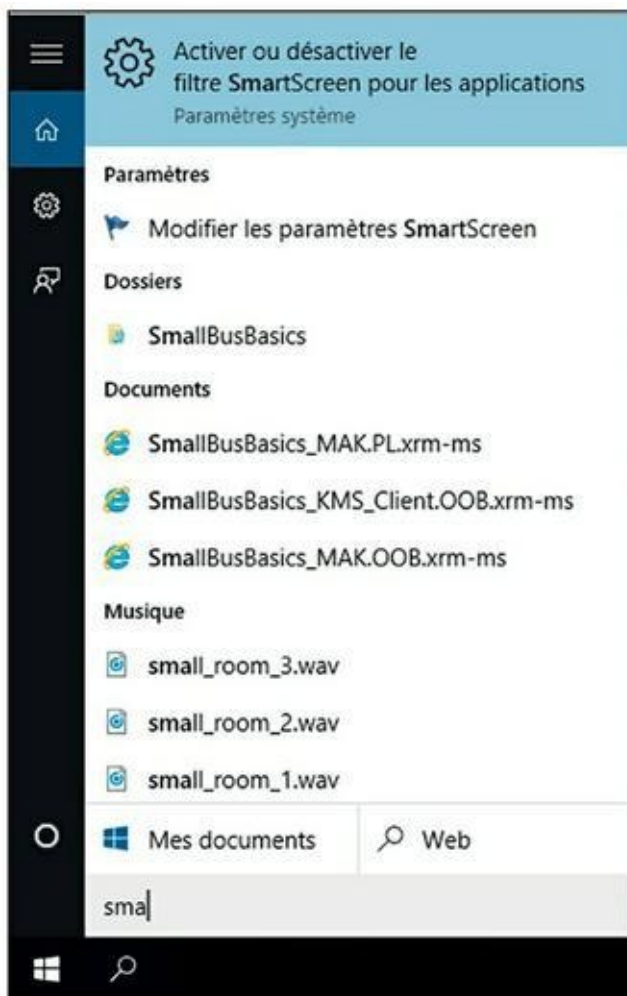 Activer ou désactiver le
filtre SmartScreen pour les applications
Paramètres système
Paramètres
Modifier les paramètres SmartScreen
Dossiers
SmallBusBasics
Documents
SmallBusBasics_MAK.PL.xrm-ms
SmallBusBasics_KMS_Client.OOB.xrm-ms
SmallBusBasics_MAK.OOB.xrm-ms
Musique
small_room_3.wav
small_room_2.wav
small_room_1.wav
Mes documents Web
sma